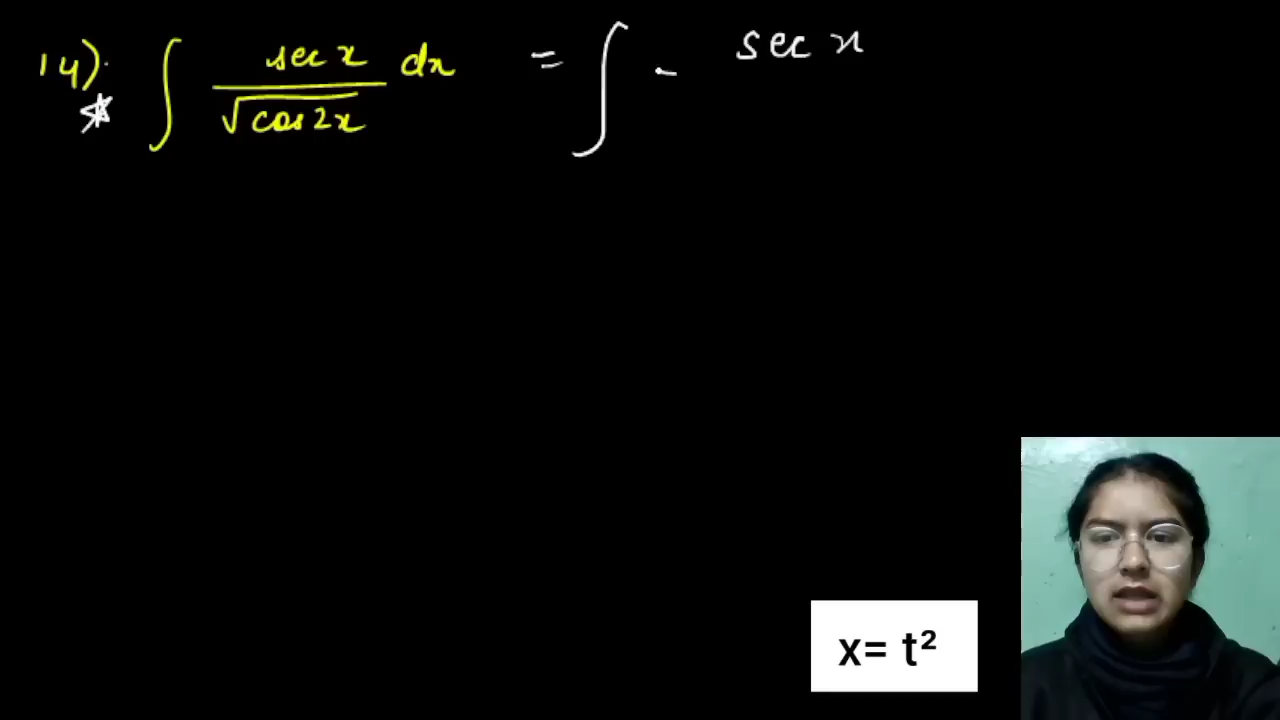 14). ∫ sec x / √cos 2x dx = ∫ - sec x
*
x= t²